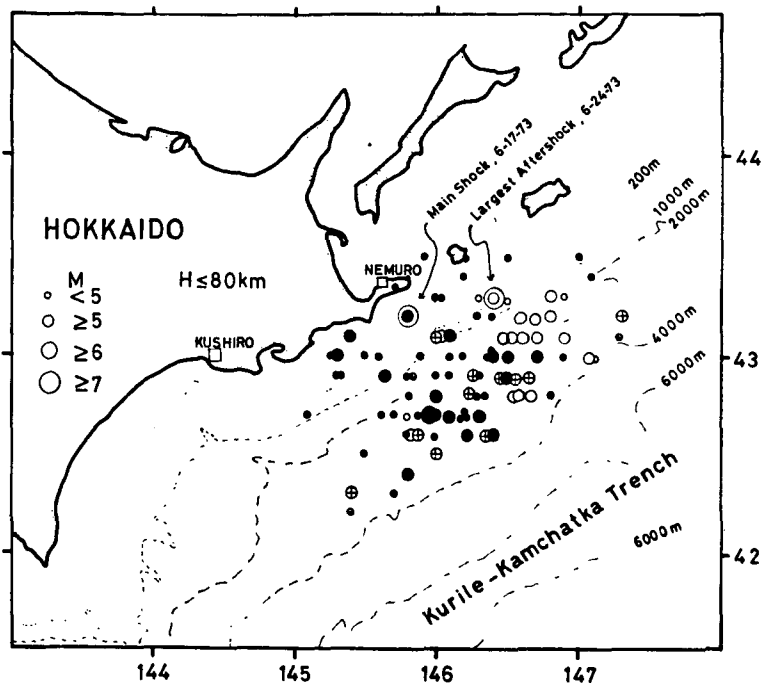 Main Shock, 6-17-73
Largest Aftershock, 6-24-73
44
200m
1000m
2000m
HOKKAIDO
M
H≤80km
NEMURO
<5
≥5
≥6
≥7
KUSHIRO
4000m
43
6000m
Kurile-Kamchatka Trench
6000m
42
144
145
146
147